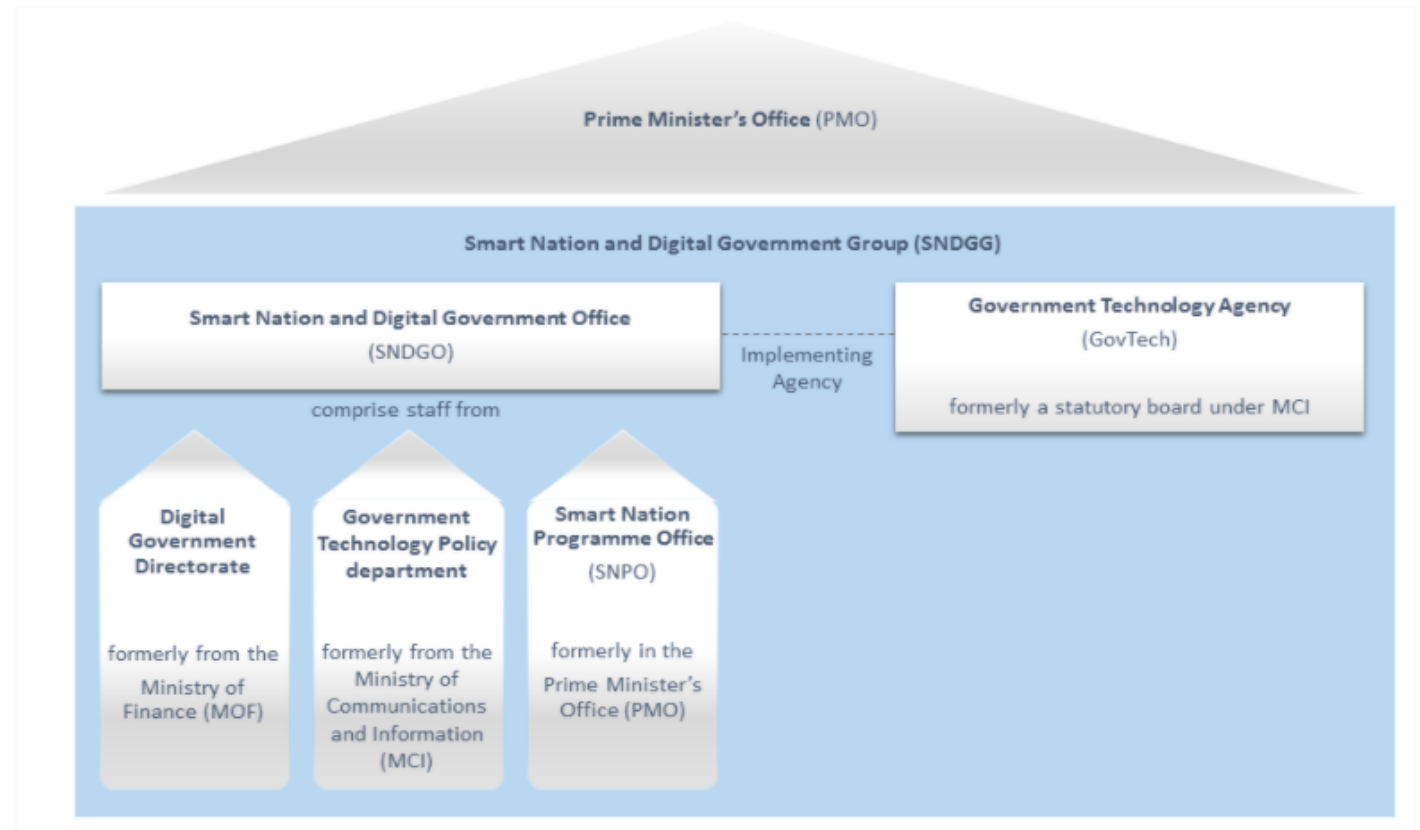 Prime Minister’s Office (PMO)
Smart Nation and Digital Government Group (SNDGG)
Smart Nation and Digital Government Office
(SNDGO)
Implementing
Agency
Government Technology Agency
(GovTech)
formerly a statutory board under MCI
comprise staff from
Digital
Government
Directorate
formerly from the
Ministry of
Finance (MOF)
Government
Technology Policy
department
formerly from the
Ministry of
Communications
and Information
(MCI)
Smart Nation
Programme Office
(SNPO)
formerly in the
Prime Minister’s
Office (PMO)